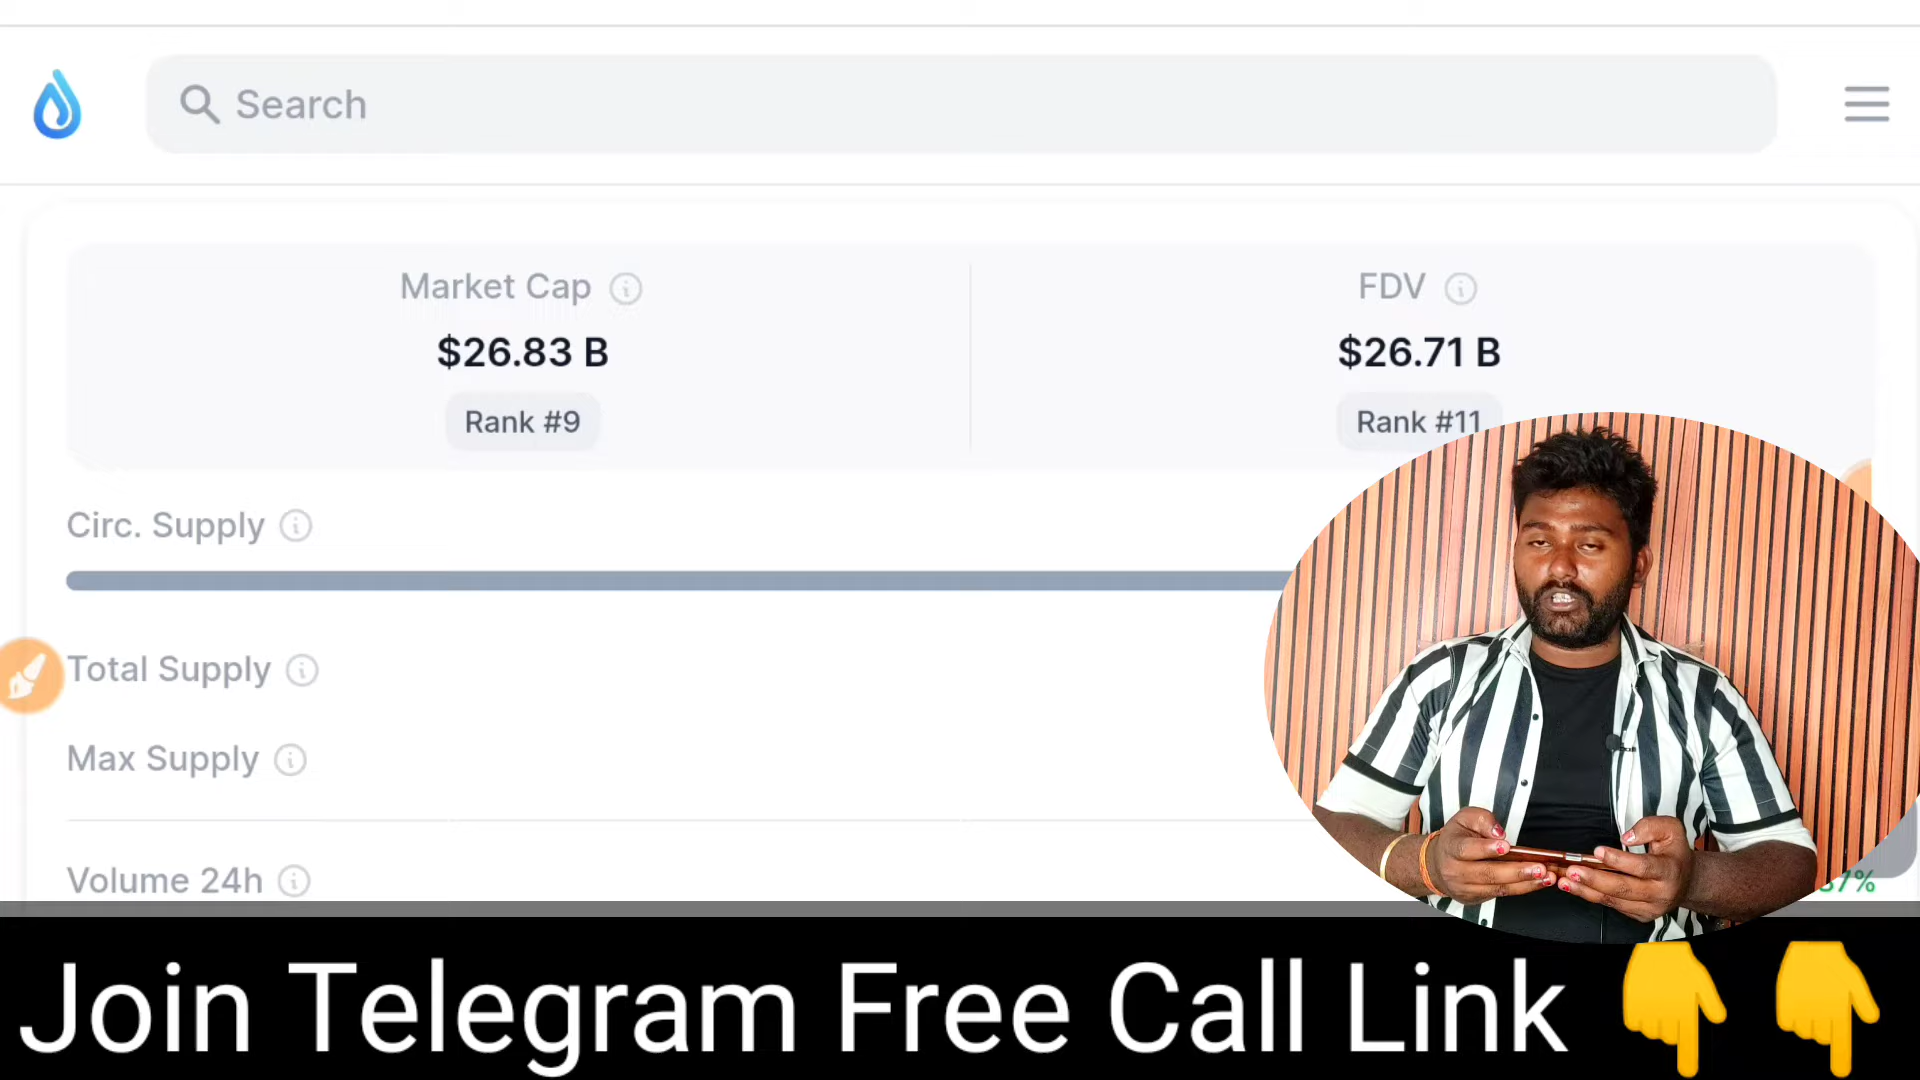 Search
Market Cap
FDV
$26.83 B
$26.71 B
Rank #9
Rank #11
Circ. Supply
Total Supply
Max Supply
Volume 24h
Join Telegram Free Call Link 👇 👇